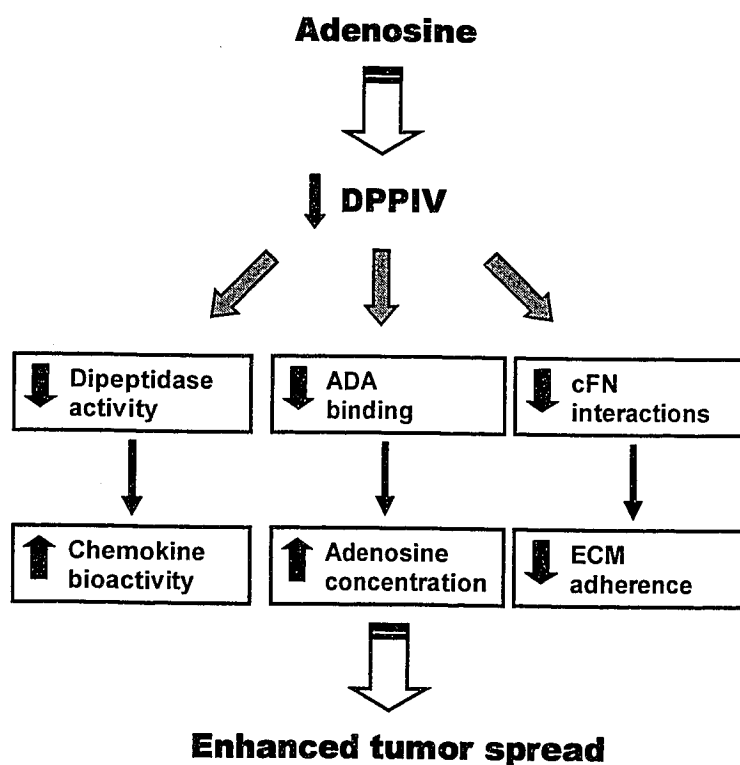 Adenosine
DPPIV
Dipeptidase
activity
ADA
binding
cFN
interactions
Chemokine
bioactivity
Adenosine
concentration
ECM
adherence
Enhanced tumor spread